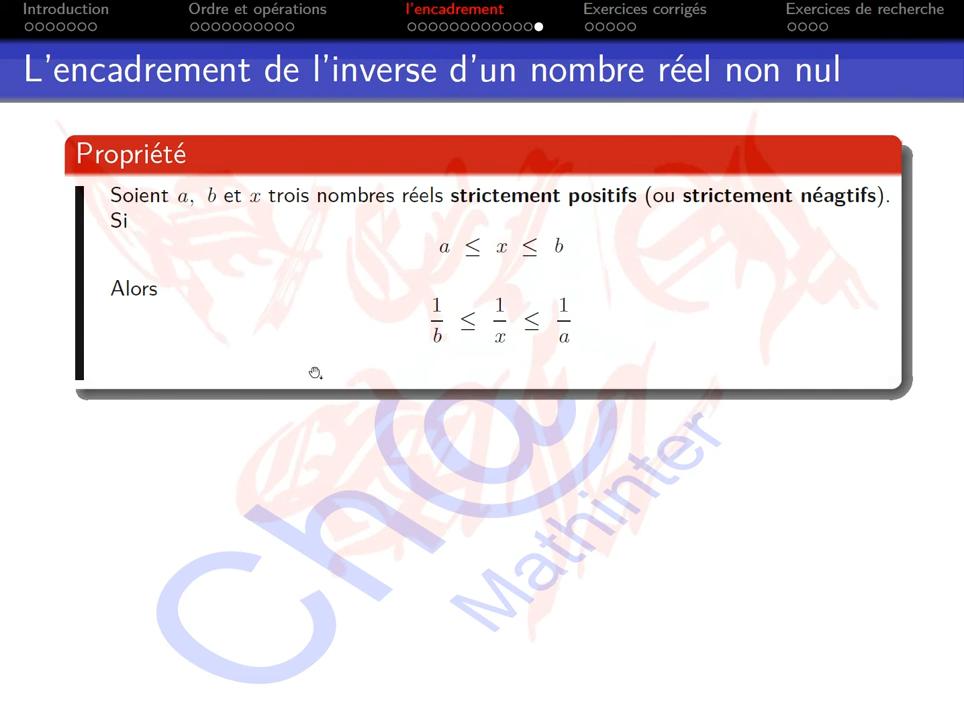 Introduction
Ordre et opérations
l'encadrement
Exercices corrigés
Exercices de recherche
L'encadrement de l'inverse d'un nombre réel non nul
Propriété
Soient a, b et x trois nombres réels strictement positifs (ou strictement néagtifs).
Si
a ≤ x ≤ b
Alors
1/b ≤ 1/x ≤ 1/a
Ch@
Mathinter